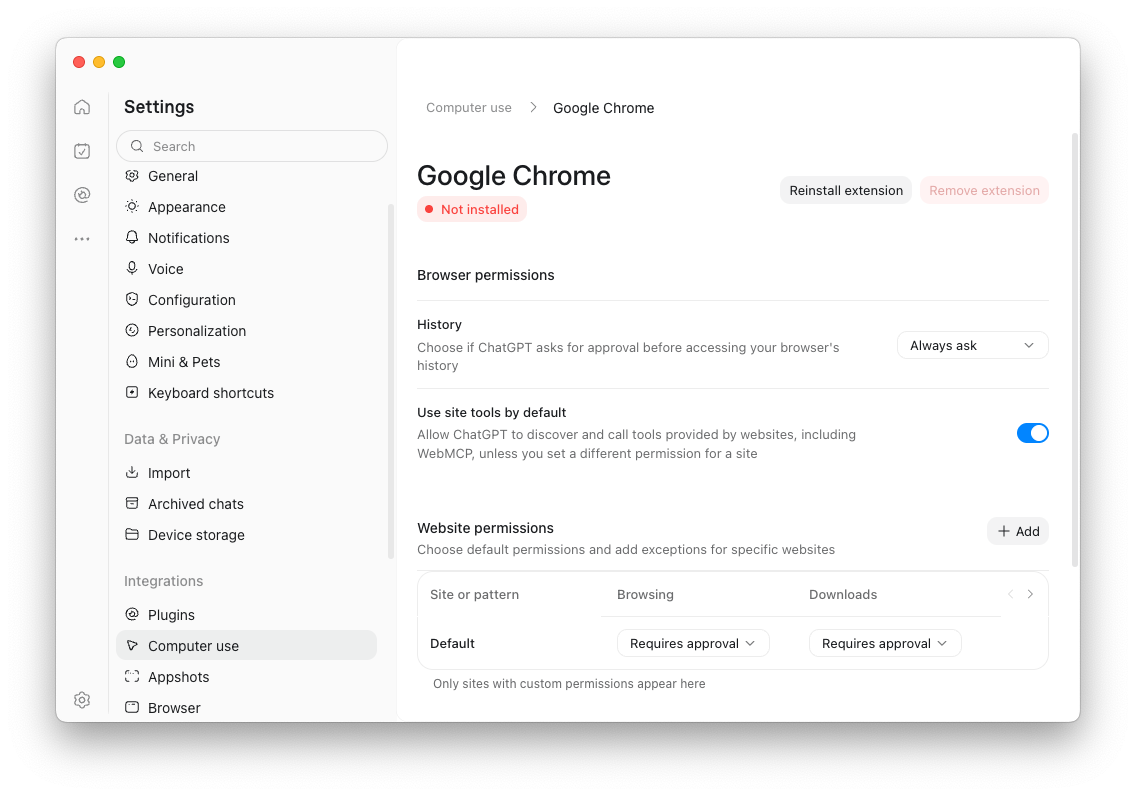 Settings
Search
General
Appearance
Notifications
Voice
Configuration
Personalization
Mini & Pets
Keyboard shortcuts
Data & Privacy
Import
Archived chats
Device storage
Integrations
Plugins
Computer use
Appshots
Browser
Computer use > Google Chrome
Google Chrome
Not installed
Reinstall extension
Remove extension
Browser permissions
History
Choose if ChatGPT asks for approval before accessing your browser's
history
Always ask
Use site tools by default
Allow ChatGPT to discover and call tools provided by websites, including
WebMCP, unless you set a different permission for a site
Website permissions
Choose default permissions and add exceptions for specific websites
+ Add
Site or pattern Browsing Downloads
Default Requires approval Requires approval
Only sites with custom permissions appear here